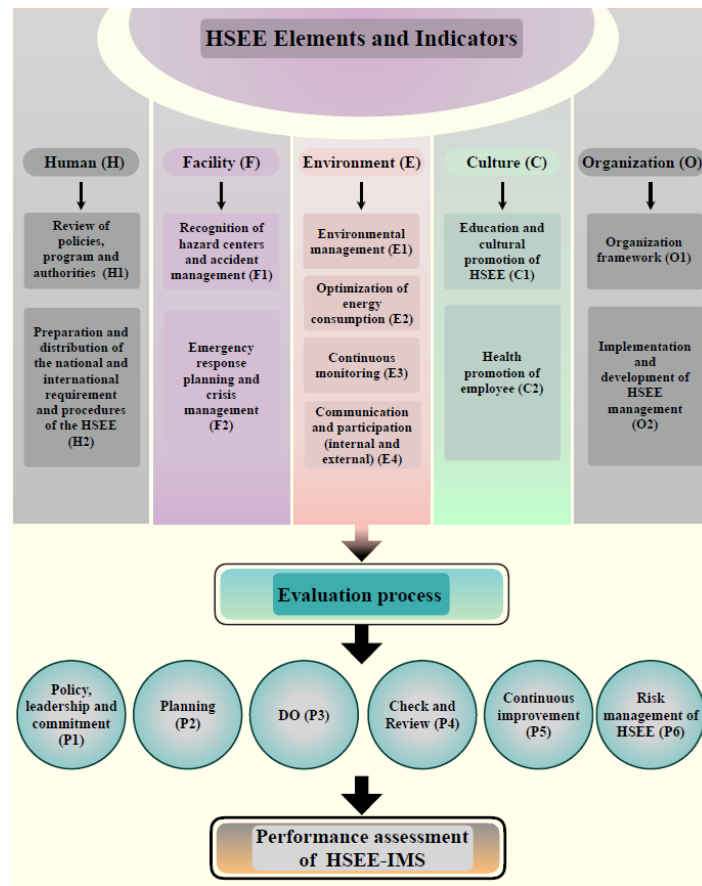 HSEE Elements and Indicators
Human (H)
Facility (F)
Environment (E)
Culture (C)
Organization (O)
Review of
policies,
program and
authorities (H1)
Preparation and
distribution of
the national and
international
requirement
and procedures
of the HSEE
(H2)
Recognition of
hazard centers
and accident
management (F1)
Emergency
response
planning and
crisis
management
(F2)
Environmental
management (E1)
Optimization of
energy
consumption (E2)
Continuous
monitoring (E3)
Communication
and participation
(internal and
external) (E4)
Education and
cultural
promotion of
HSEE (C1)
Health
promotion of
employee (C2)
Organization
framework (O1)
Implementation
and
development of
HSEE
management
(O2)
Evaluation process
Policy,
leadership and
commitment
(P1)
Planning
(P2)
DO (P3)
Check and
Review (P4)
Continuous
improvement
(P5)
Risk
management of
HSEE (P6)
Performance assessment
of HSEE-IMS